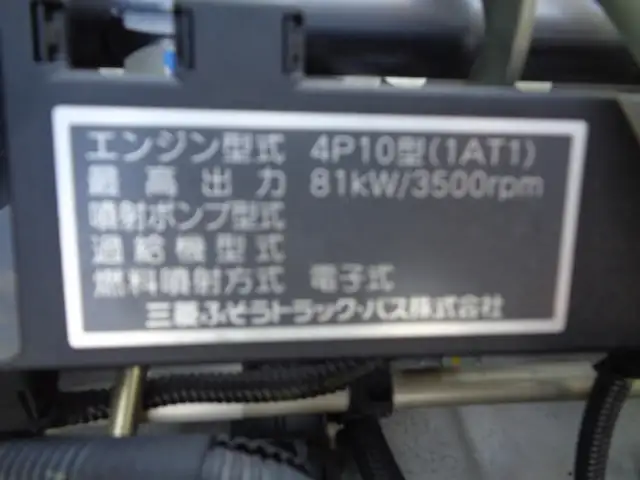 エンジン型式 4P10型(1AT1)
最高出力 81kW/3500rpm
噴射ポンプ型式
過給機型式
燃料噴射方式 電子式
三菱ふそうトラック・バス株式会社